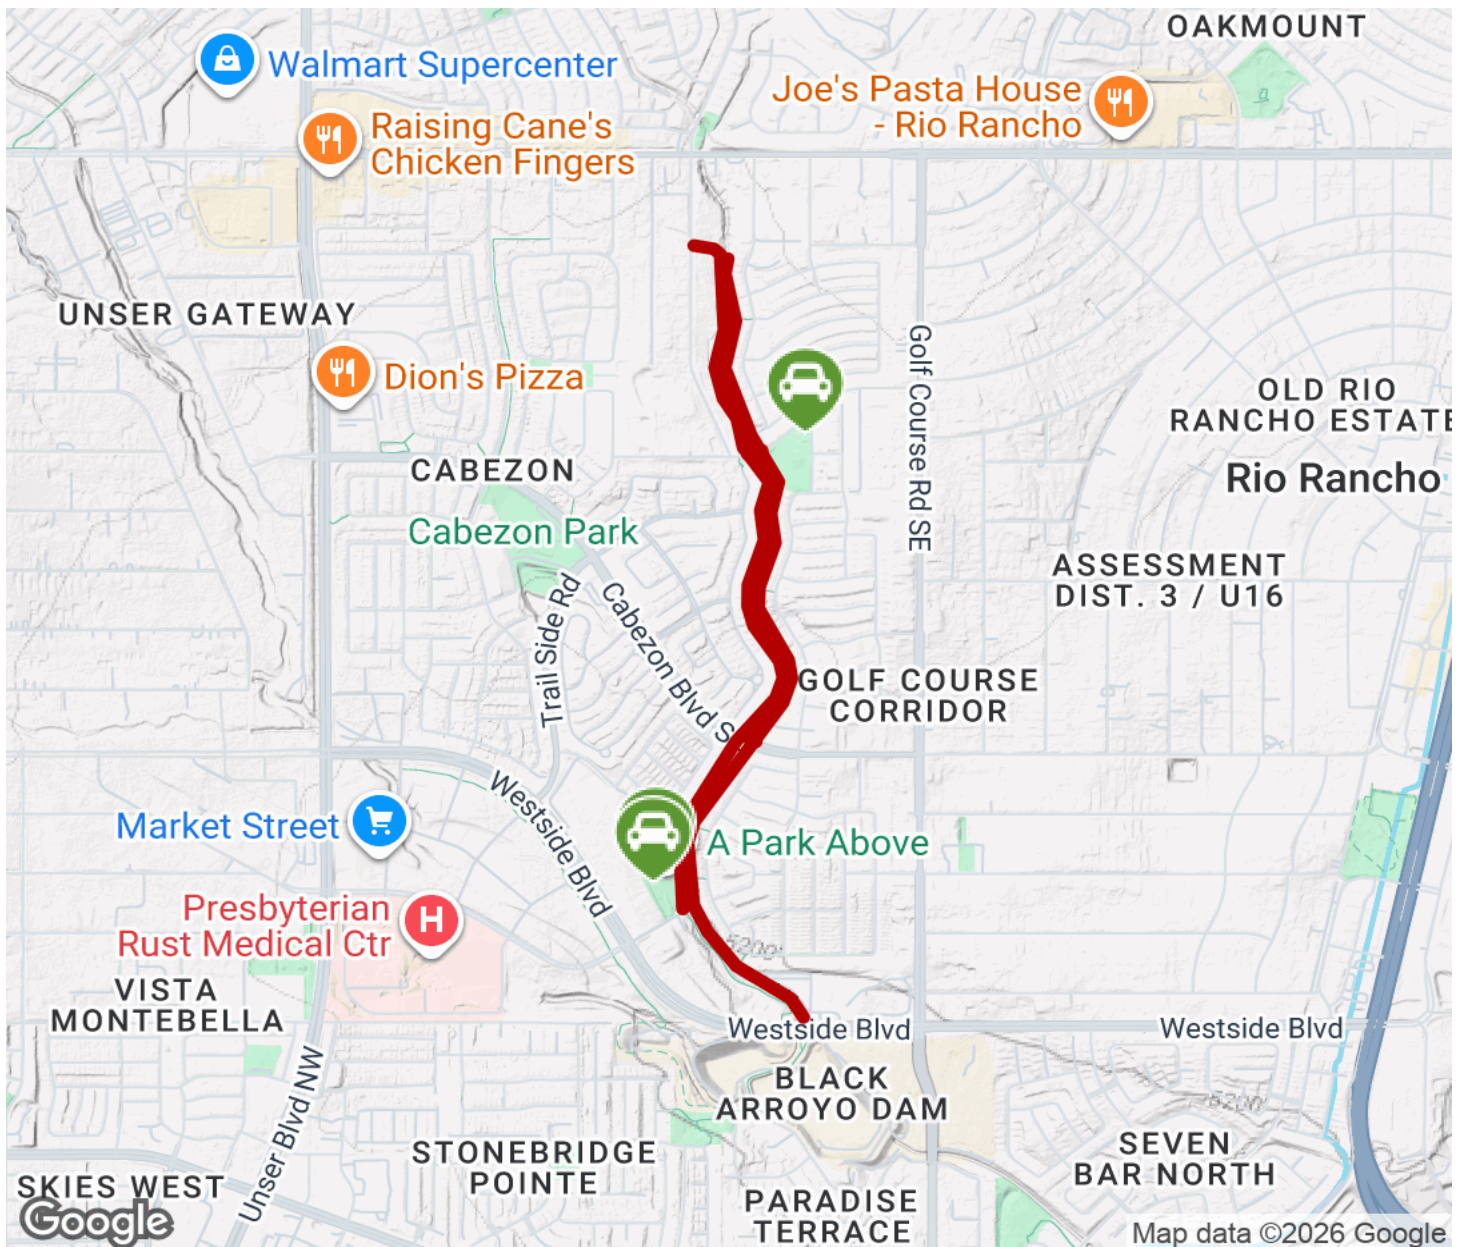 OAKMOUNT
Walmart Supercenter
Joe's Pasta House
- Rio Rancho
Raising Cane's
Chicken Fingers
UNSER GATEWAY
Golf Course Rd SE
Dion's Pizza
OLD RIO
RANCHO ESTATE
CABEZON
Rio Rancho
Cabezon Park
ASSESSMENT
DIST. 3 / U16
Trail Side Rd
Cabezon Blvd S
GOLF COURSE
CORRIDOR
Westside Blvd
Market Street
A Park Above
Presbyterian
Rust Medical Ctr
H
5200
VISTA
MONTEBELLA
Westside Blvd
Westside Blvd
Unser Blvd NW
BLACK
ARROYO DAM
5200
STONEBRIDGE
POINTE
SEVEN
BAR NORTH
SKIES WEST
PARADISE
TERRACE
Google
Map data ©2026 Google